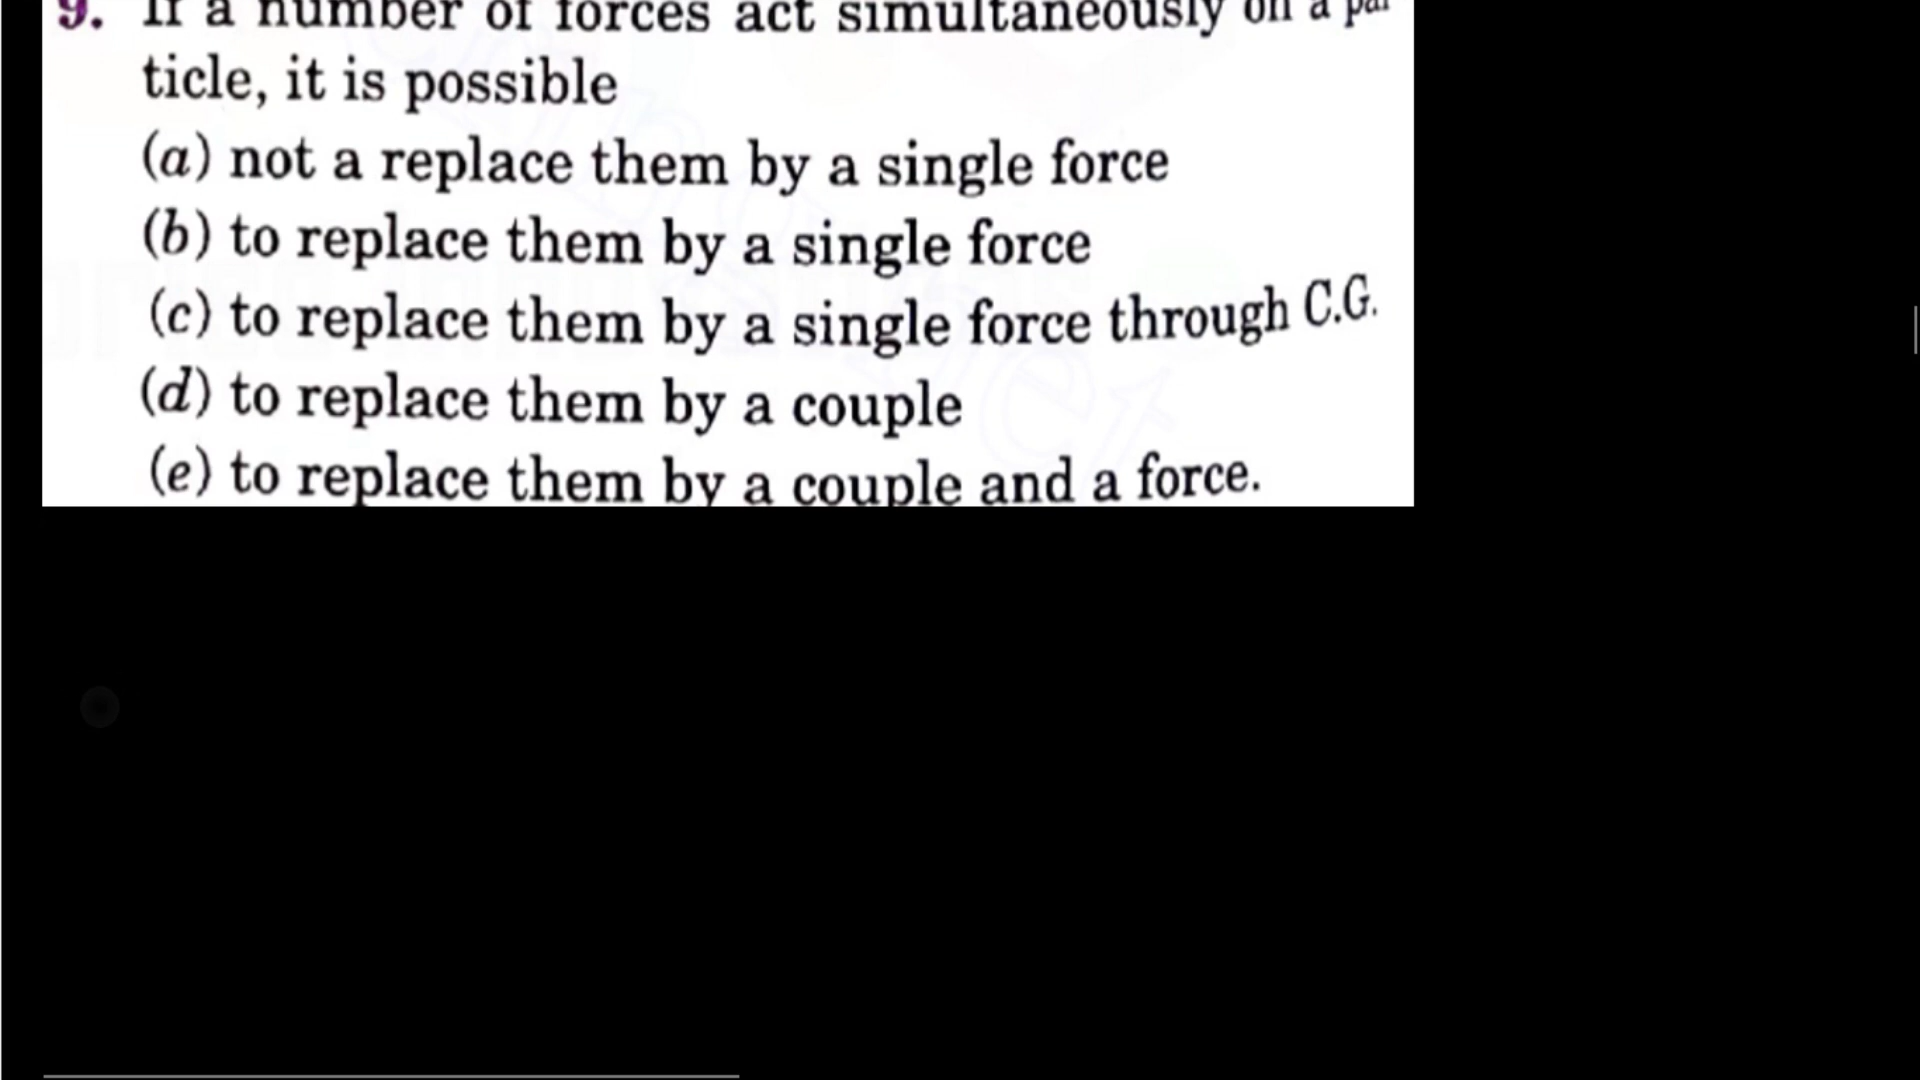 9. If a number of forces act simultaneously on a par
ticle, it is possible
(a) not a replace them by a single force
(b) to replace them by a single force
(c) to replace them by a single force through C.G.
(d) to replace them by a couple
(e) to replace them by a couple and a force.